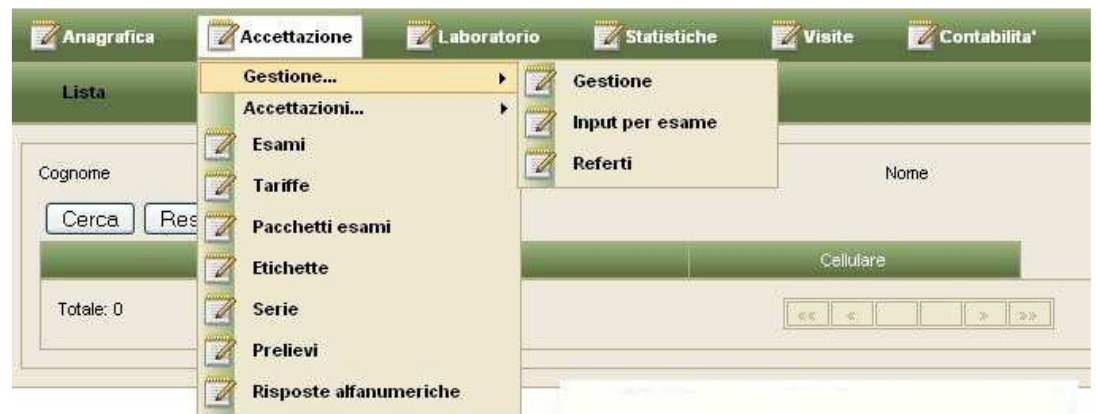 Anagrafica Accettazione Laboratorio Statistiche Visite Contabilita'
Lista
Gestione...
Accettazioni...
Esami
Tariffe
Pacchetti esami
Etichette
Serie
Prelievi
Risposte alfanumeriche
Gestione
Input per esame
Referti
Cognome Nome
Cerca Res
Cellulare
Totale: 0 << < > >>